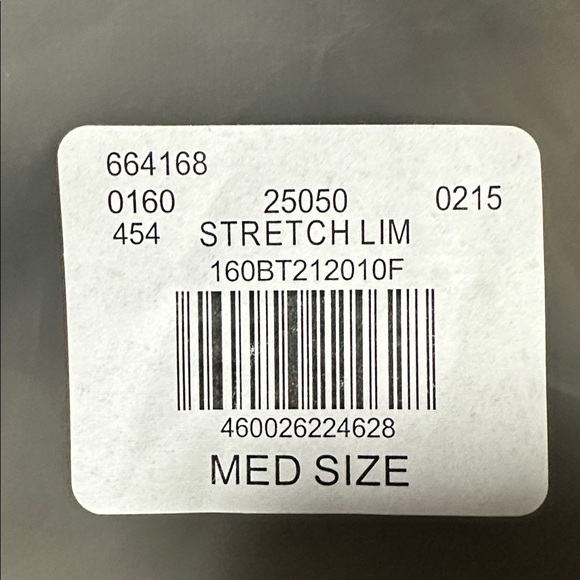 664168
0160 25050 0215
454 STRETCH LIM
160BT212010F
460026224628
MED SIZE